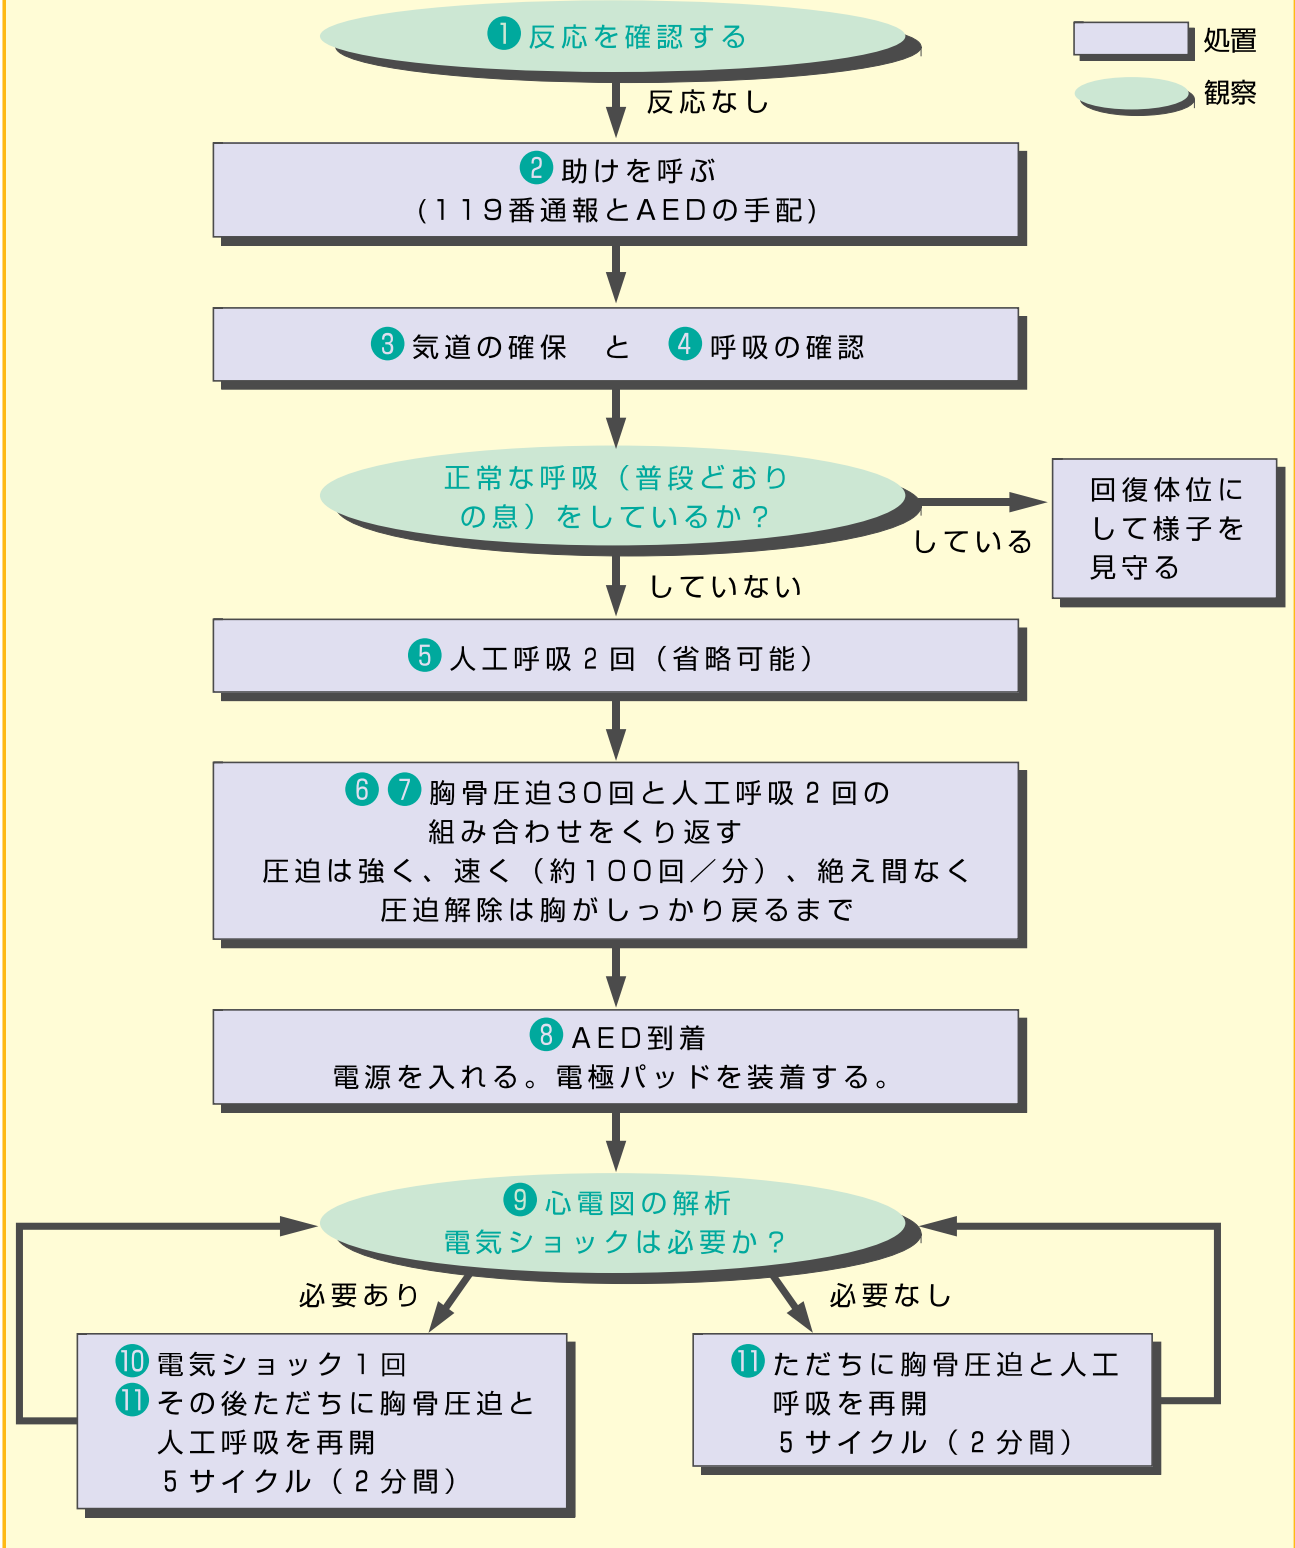 ❶反応を確認する
処置
観察
反応なし
❷助けを呼ぶ
(119番通報とAEDの手配)
❸気道の確保　と　❹呼吸の確認
正常な呼吸（普段どおり
の息）をしているか？
している
回復体位に
して様子を
見守る
していない
❺人工呼吸２回（省略可能）
❻❼胸骨圧迫30回と人工呼吸２回の
組み合わせをくり返す
圧迫は強く、速く（約100回／分）、絶え間なく
圧迫解除は胸がしっかり戻るまで
❽AED到着
電源を入れる。電極パッドを装着する。
❾心電図の解析
電気ショックは必要か？
必要あり
必要なし
❿電気ショック１回
⓫その後ただちに胸骨圧迫と
人工呼吸を再開
５サイクル（２分間）
⓫ただちに胸骨圧迫と人工
呼吸を再開
５サイクル（２分間）